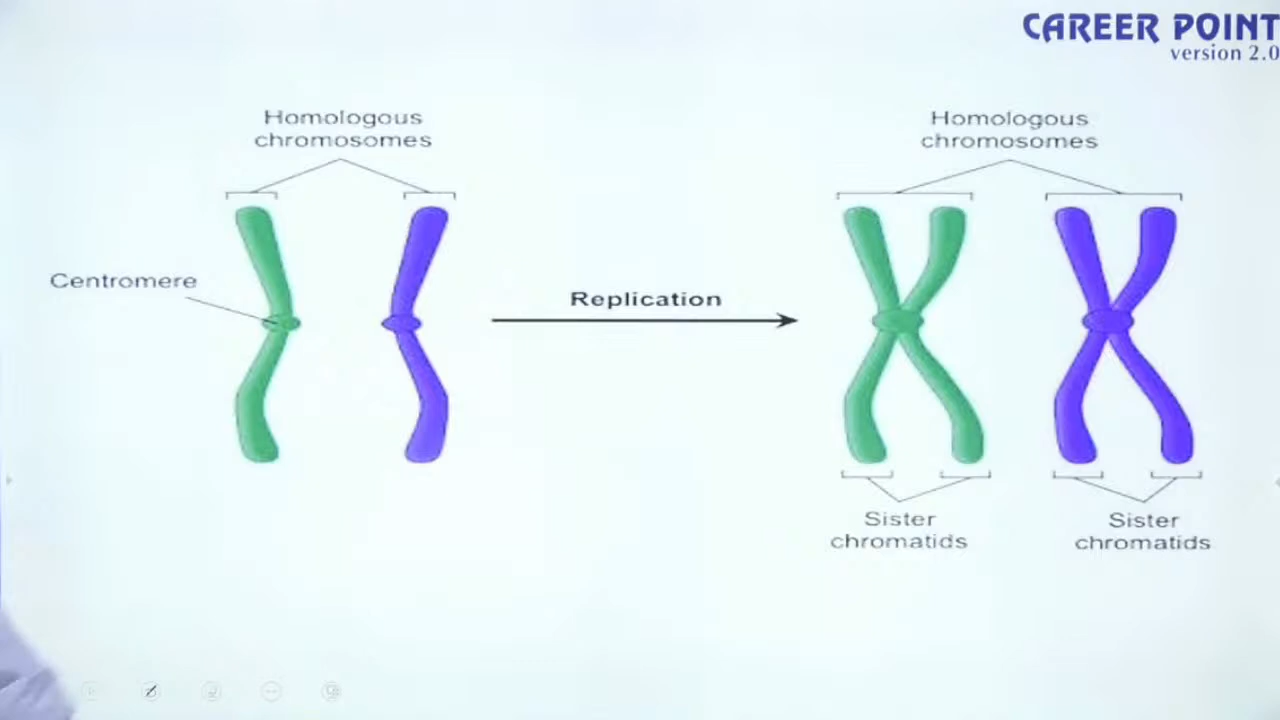 CAREER POINT
version 2.0
Homologous
chromosomes
Homologous
chromosomes
Centromere
Replication
Sister
chromatids
Sister
chromatids